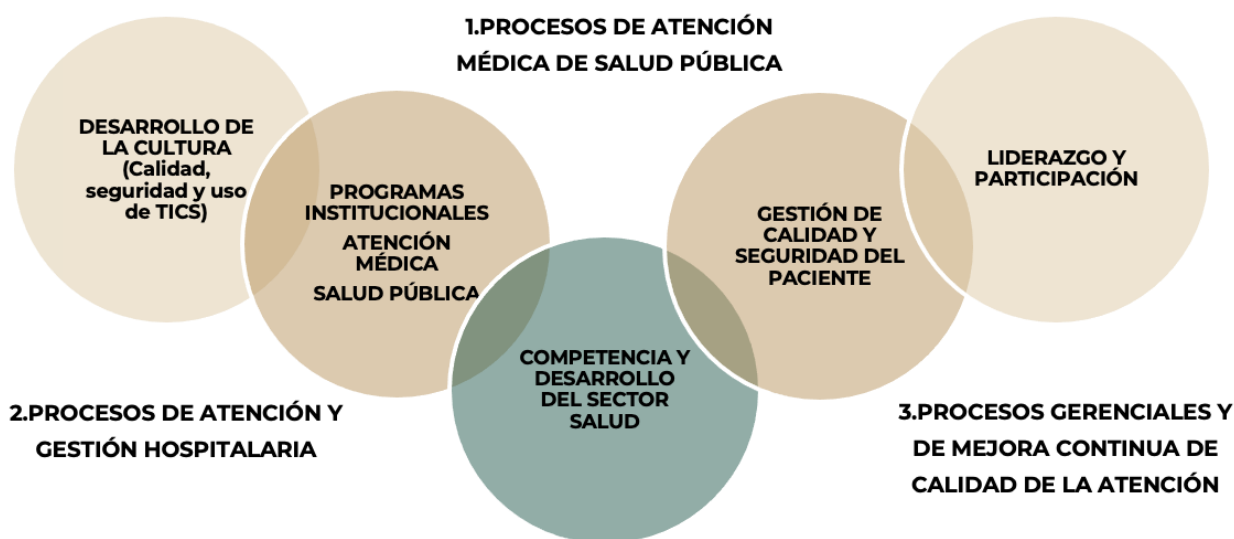 1.PROCESOS DE ATENCIÓN
MÉDICA DE SALUD PÚBLICA
DESARROLLO DE
LA CULTURA
(Calidad,
seguridad y uso
de TICS)
PROGRAMAS
INSTITUCIONALES
ATENCIÓN
MÉDICA
SALUD PÚBLICA
COMPETENCIA Y
DESARROLLO
DEL SECTOR
SALUD
GESTIÓN DE
CALIDAD Y
SEGURIDAD DEL
PACIENTE
LIDERAZGO Y
PARTICIPACIÓN
2.PROCESOS DE ATENCIÓN Y
GESTIÓN HOSPITALARIA
3.PROCESOS GERENCIALES Y
DE MEJORA CONTINUA DE
CALIDAD DE LA ATENCIÓN